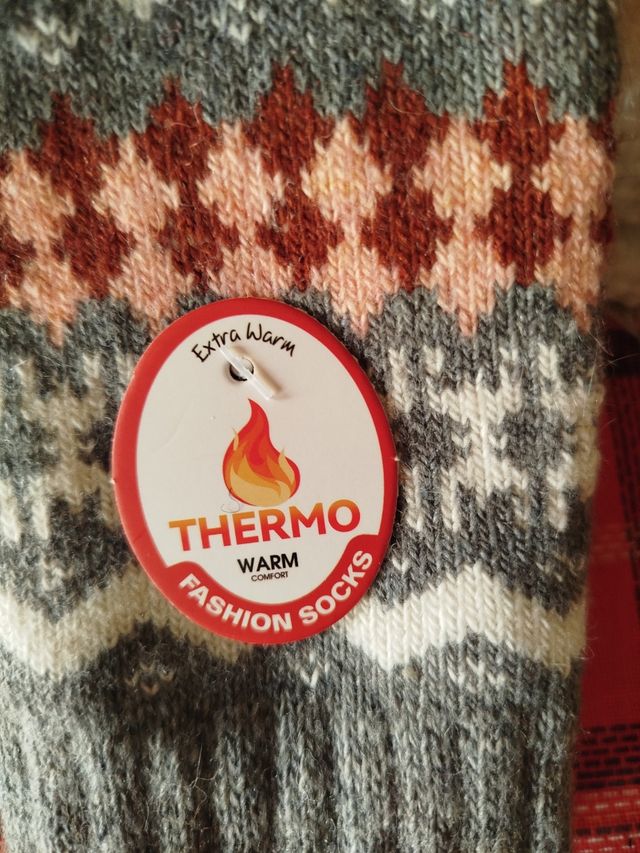 Extra Warm
THERMO
WARM
COMFORT
FASHION SOCKS